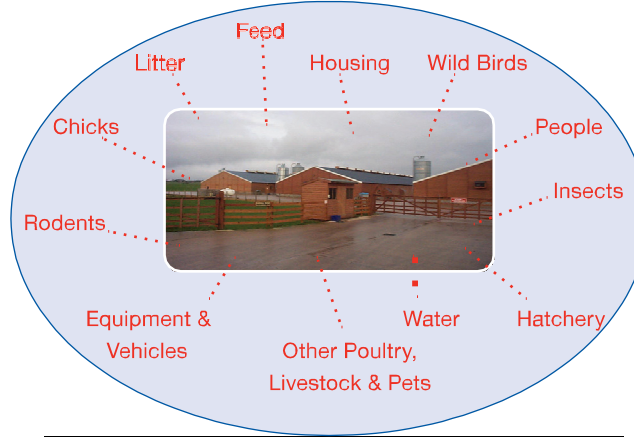 Feed
Litter
Housing
Wild Birds
Chicks
People
Insects
Rodents
Equipment &
Vehicles
Other Poultry,
Livestock & Pets
Water
Hatchery